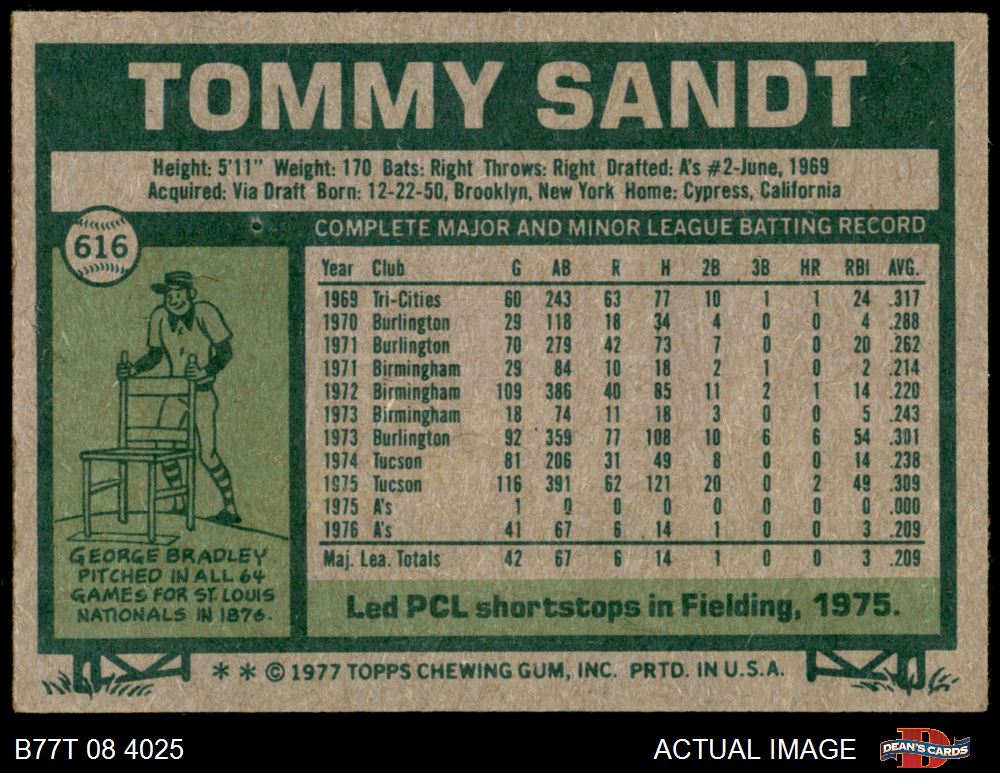 TOMMY SANDT
Height: 5'11" Weight: 170 Bats: Right Throws: Right Drafted: A's #2-June, 1969
Acquired: Via Draft Born: 12-22-50, Brooklyn, New York Home: Cypress, California
616
COMPLETE MAJOR AND MINOR LEAGUE BATTING RECORD
Year Club G AB R H 2B 3B HR RBI AVG.
1969 Tri-Cities 60 243 63 77 10 1 1 24 .317
1970 Burlington 29 118 18 34 4 0 0 4 .288
1971 Burlington 70 279 42 73 7 0 0 20 .262
1971 Birmingham 29 84 10 18 2 1 0 2 .214
1972 Birmingham 109 386 40 85 11 2 1 14 .220
1973 Birmingham 18 74 11 18 3 0 0 5 .243
1973 Burlington 92 359 77 108 10 6 6 54 .301
1974 Tucson 81 206 31 49 8 0 0 14 .238
1975 Tucson 116 391 62 121 20 0 2 49 .309
1975 A's 1 0 0 0 0 0 0 0 .000
1976 A's 41 67 6 14 1 0 0 3 .209
Maj. Lea. Totals 42 67 6 14 1 0 0 3 .209
GEORGE BRADLEY
PITCHED IN ALL 64
GAMES FOR ST. LOUIS
NATIONALS IN 1876.
Led PCL shortstops in Fielding, 1975.
* * © 1977 TOPPS CHEWING GUM, INC. PRTD. IN U.S.A.
B77T 08 4025
ACTUAL IMAGE
DEAN'S CARDS